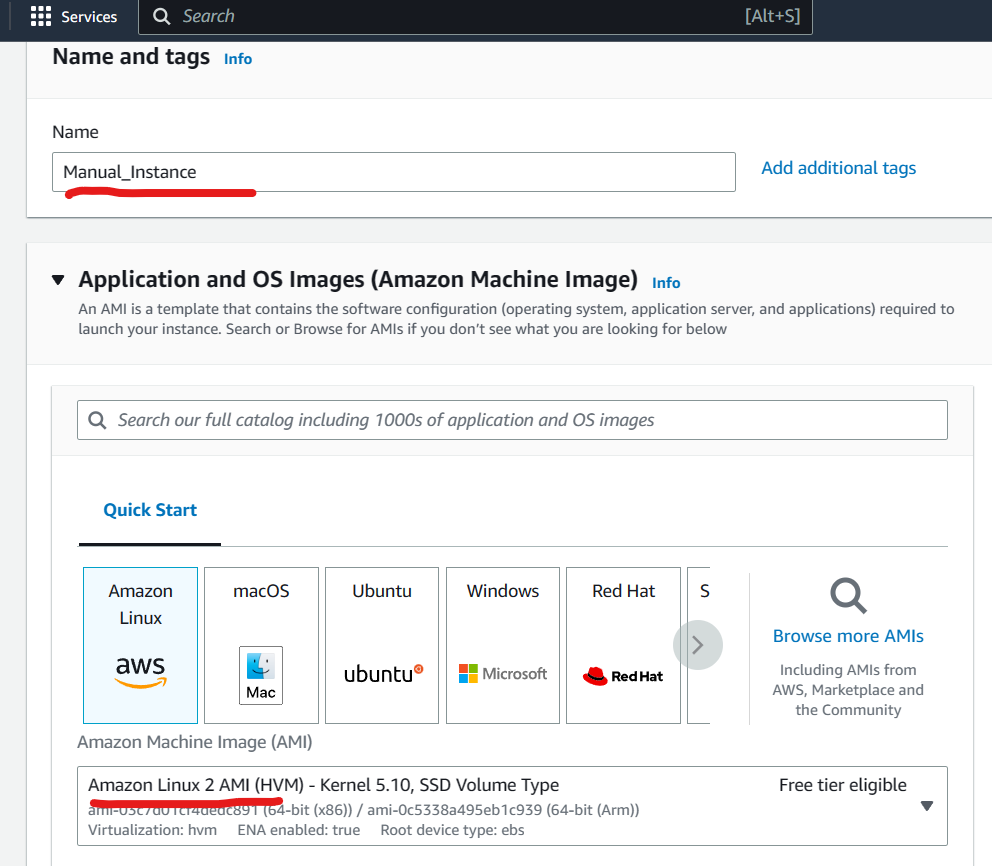 Services
Search
[Alt+S]
Name and tags Info
Name
Manual_Instance
Add additional tags
Application and OS Images (Amazon Machine Image) Info
An AMI is a template that contains the software configuration (operating system, application server, and applications) required to
launch your instance. Search or Browse for AMIs if you don’t see what you are looking for below
Search our full catalog including 1000s of application and OS images
Quick Start
Amazon
Linux
aws
macOS
Mac
Ubuntu
ubuntu
Windows
Microsoft
Red Hat
Red Hat
S
Browse more AMIs
Including AMIs from
AWS, Marketplace and
the Community
Amazon Machine Image (AMI)
Amazon Linux 2 AMI (HVM) - Kernel 5.10, SSD Volume Type
Free tier eligible
(64-bit (x86)) / ami-0c5338a495eb1c939 (64-bit (Arm))
Virtualization: hvm ENA enabled: true Root device type: ebs